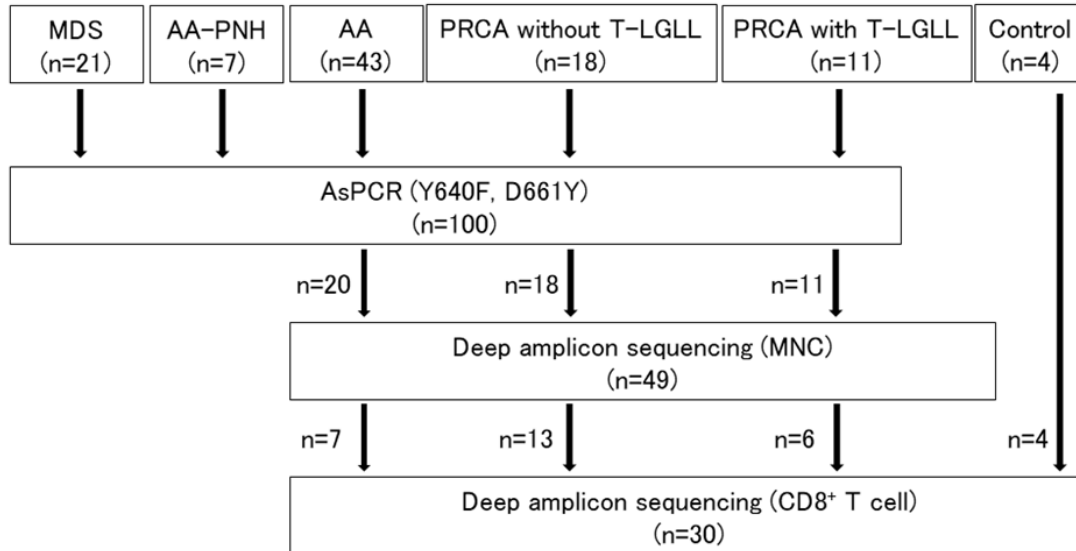 MDS
(n=21)
AA-PNH
(n=7)
AA
(n=43)
PRCA without T-LGLL
(n=18)
PRCA with T-LGLL
(n=11)
Control
(n=4)
AsPCR (Y640F, D661Y)
(n=100)
n=20
n=18
n=11
Deep amplicon sequencing (MNC)
(n=49)
n=7
n=13
n=6
n=4
Deep amplicon sequencing (CD8⁺ T cell)
(n=30)